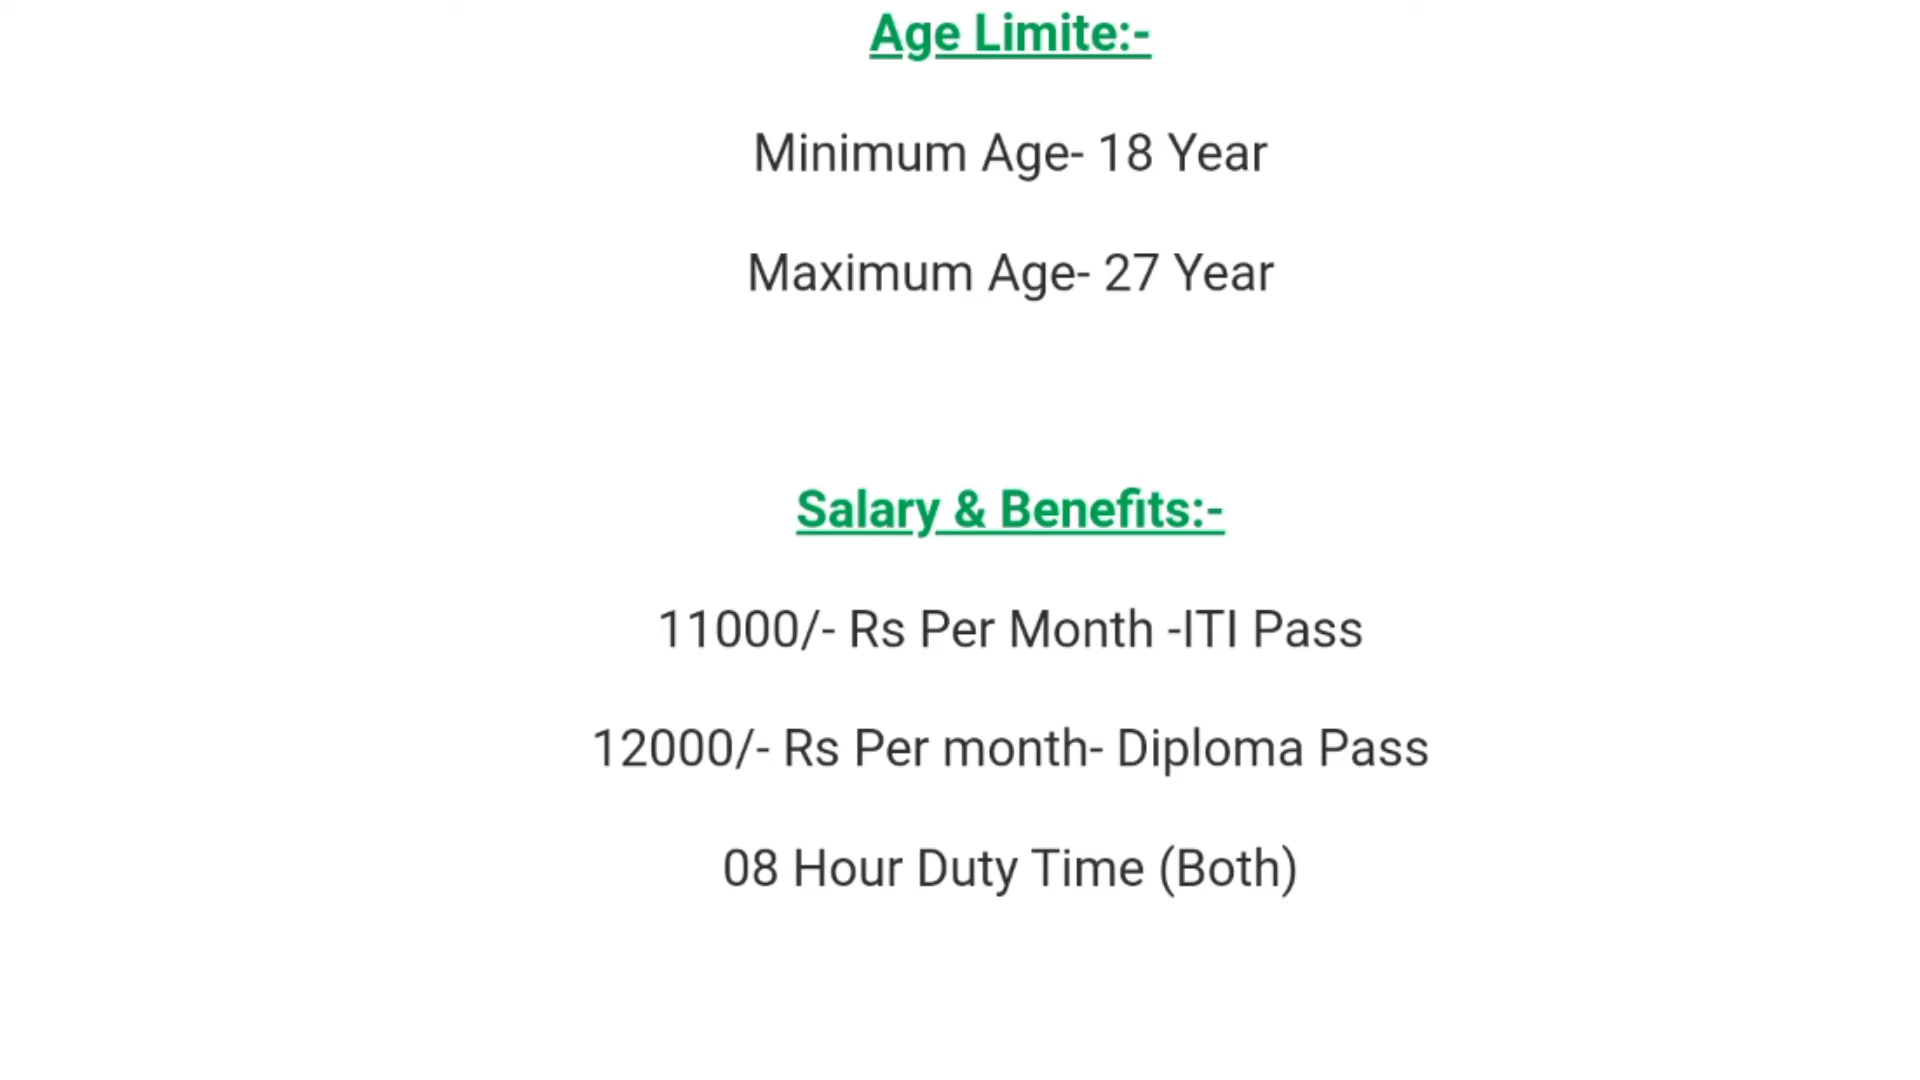 Age Limite:-
Minimum Age- 18 Year
Maximum Age- 27 Year
Salary & Benefits:-
11000/- Rs Per Month -ITI Pass
12000/- Rs Per month- Diploma Pass
08 Hour Duty Time (Both)